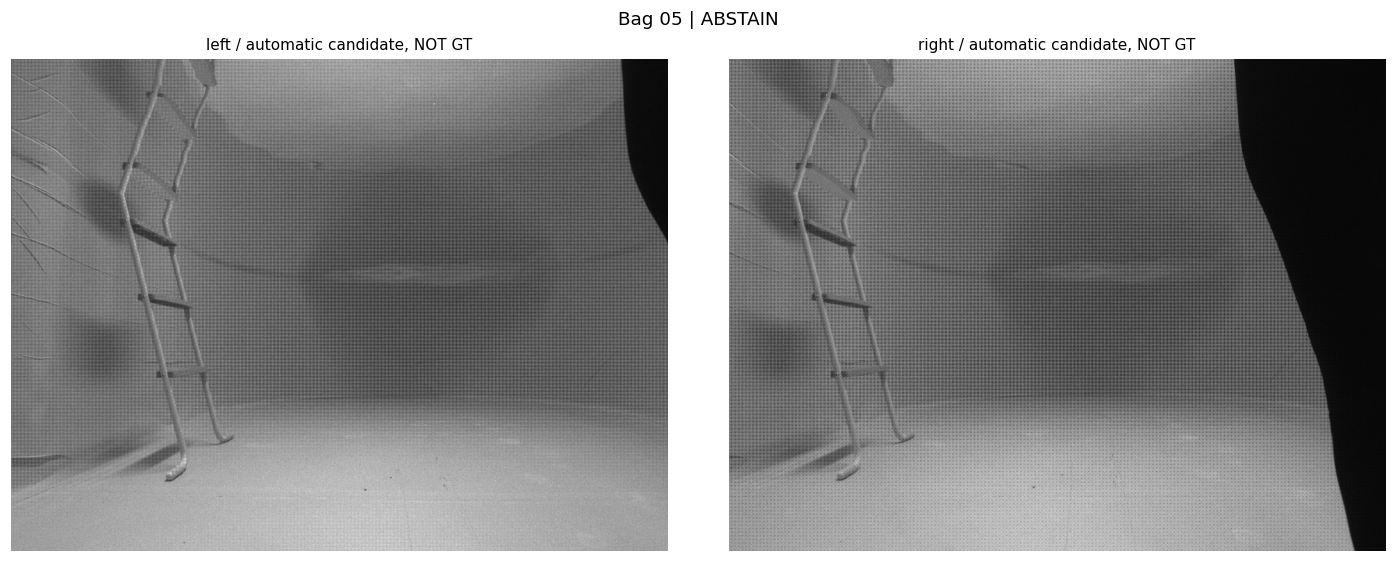 Bag 05 | ABSTAIN
left / automatic candidate, NOT GT
right / automatic candidate, NOT GT